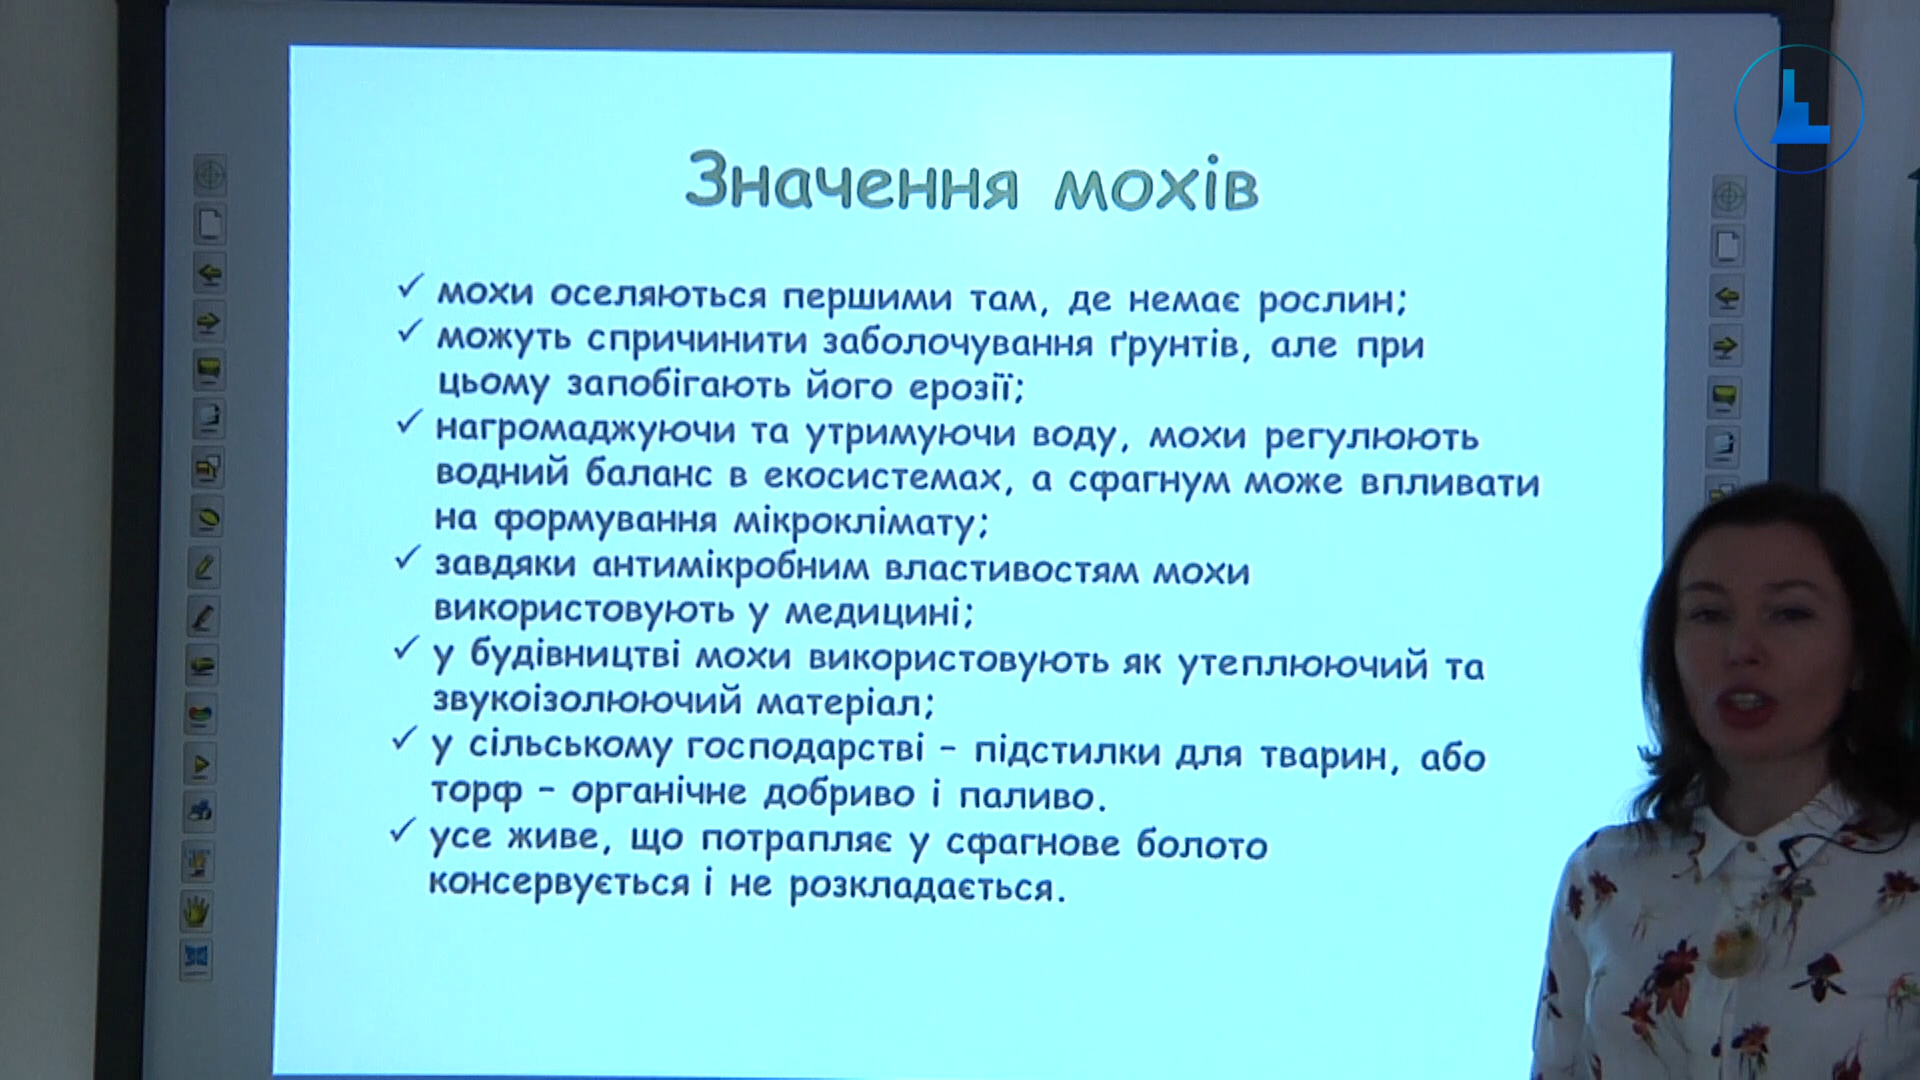 Значення мохів
✓ мохи оселяються першими там, де немає рослин;
✓ можуть спричинити заболочування ґрунтів, але при
цьому запобігають його ерозії;
✓ нагромаджуючи та утримуючи воду, мохи регулюють
водний баланс в екосистемах, а сфагнум може впливати
на формування мікроклімату;
✓ завдяки антимікробним властивостям мохи
використовують у медицині;
✓ у будівництві мохи використовують як утеплюючий та
звукоізолюючий матеріал;
✓ у сільському господарстві – підстилки для тварин, або
торф – органічне добриво і паливо.
✓ усе живе, що потрапляє у сфагнове болото
консервується і не розкладається.